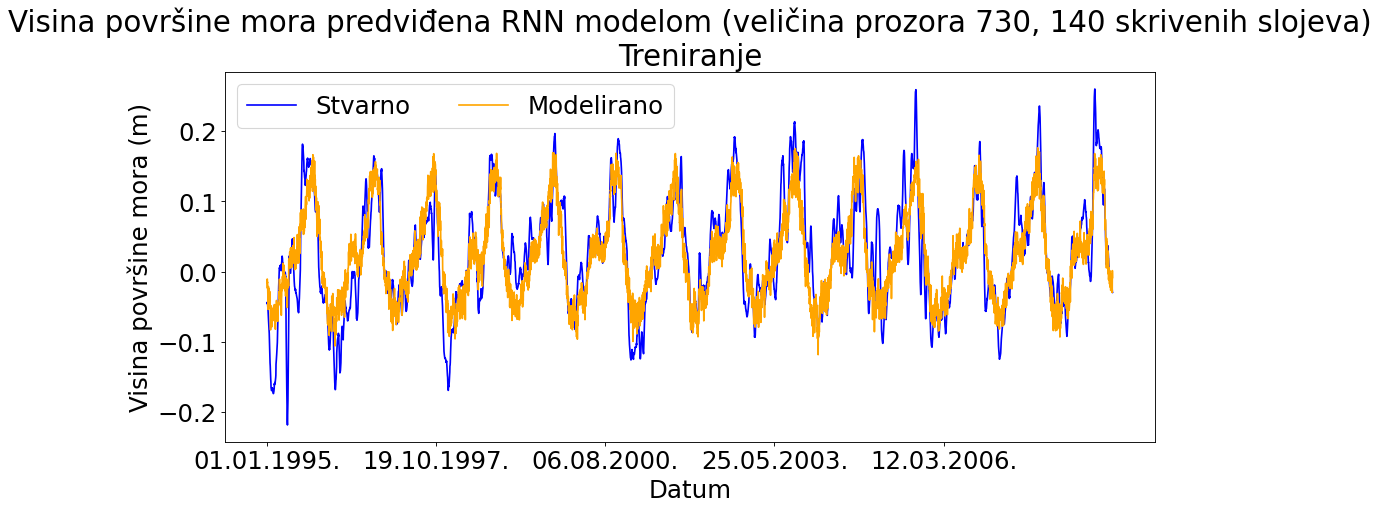 Visina površine mora predviđena RNN modelom (veličina prozora 730, 140 skrivenih slojeva)
Treniranje
Stvarno
Modelirano
Visina površine mora (m)
0.2
0.1
0.0
−0.1
−0.2
01.01.1995.
19.10.1997.
06.08.2000.
25.05.2003.
12.03.2006.
Datum